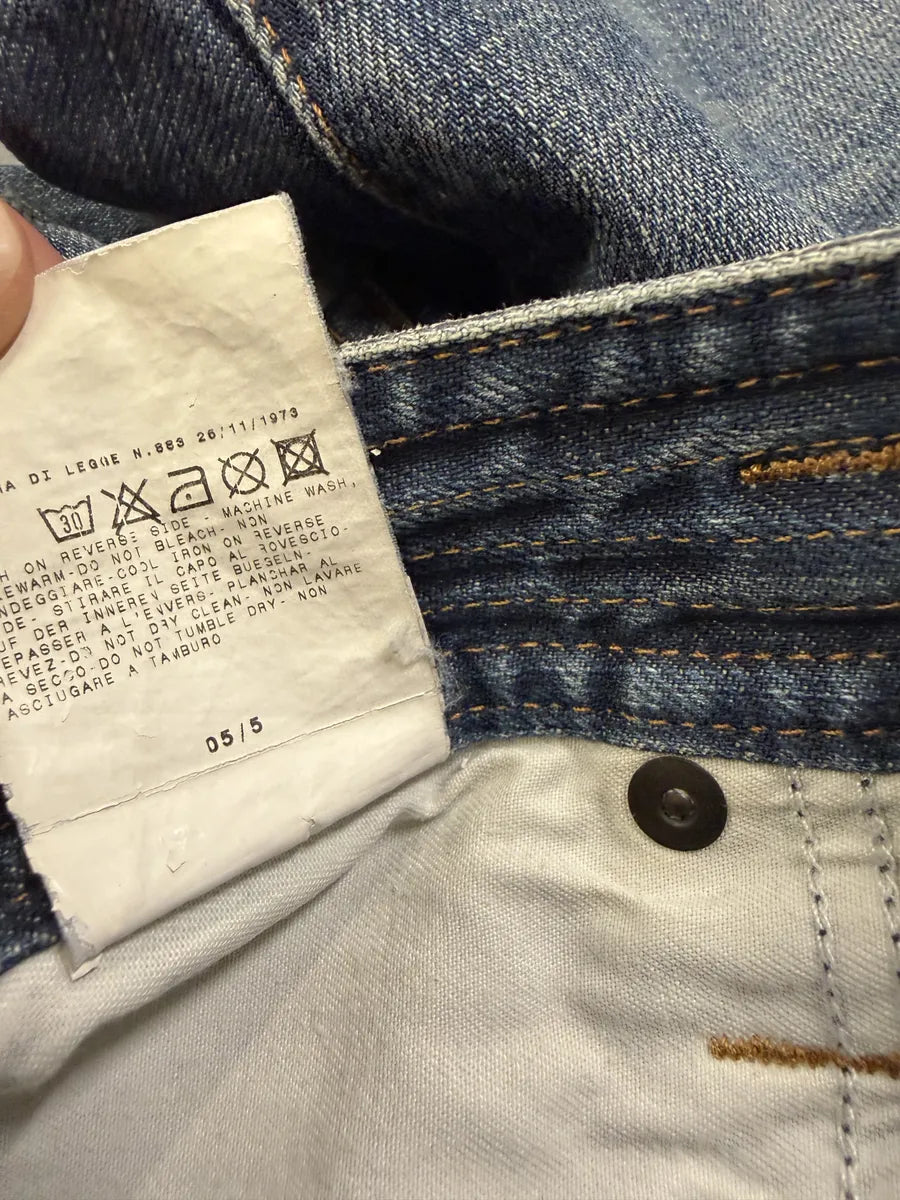 MA DI LEGGE N.883 26/11/1973
30
H ON REVERSE SIDE - MACHINE WASH,
EWARM-DO NOT BLEACH- NON
NDEGGIARE-COOL IRON ON REVERSE
DE- STIRARE IL CAPO AL ROVESCIO-
UF DER INNEREN SEITE BUEGELN-
EPASSER A L'ENVERS- PLANCHAR AL
REVEZ-DO NOT DRY CLEAN- NON LAVARE
A SECCO-DO NOT TUMBLE DRY- NON
ASCIUGARE A TAMBURO
05/5